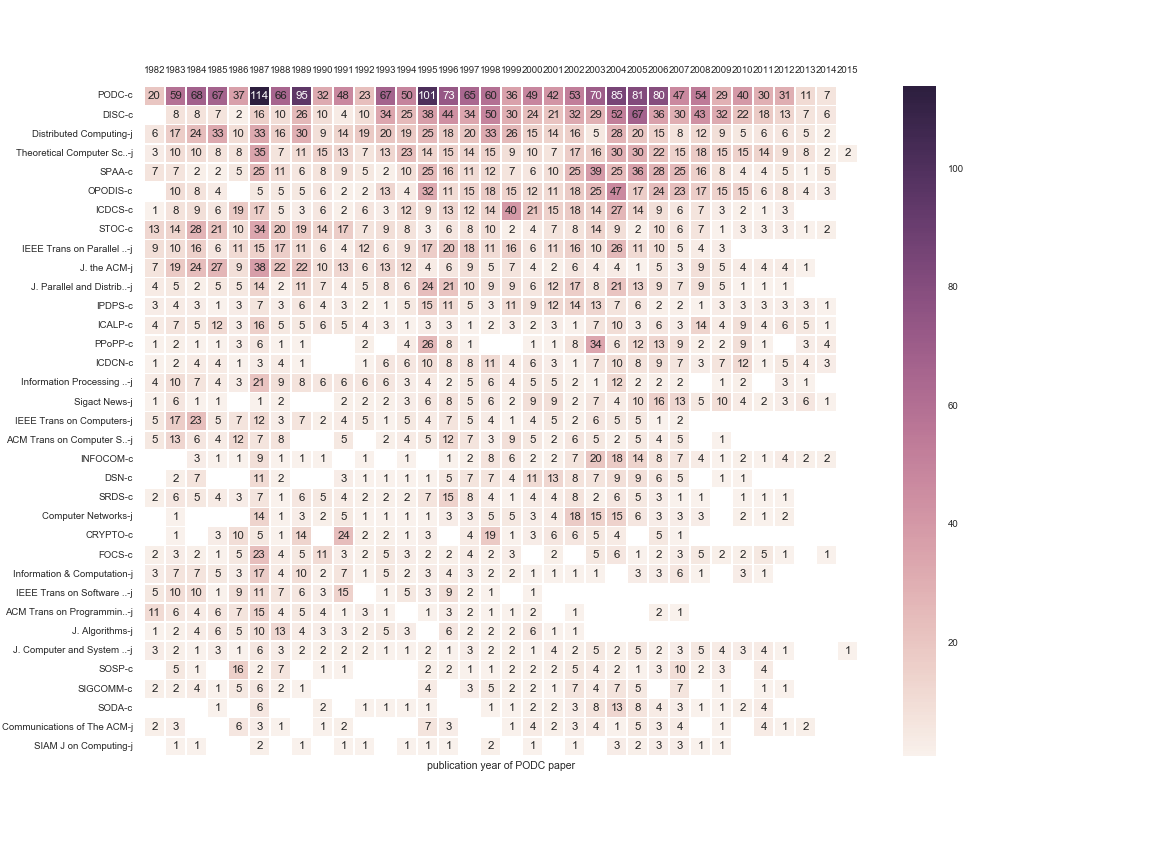 1982 1983 1984 1985 1986 1987 1988 1989 1990 1991 1992 1993 1994 1995 1996 1997 1998 1999 2000 2001 2002 2003 2004 2005 2006 2007 2008 2009 2010 2011 2012 2013 2014 2015
PODC-c 20 59 68 67 37 114 66 95 32 48 23 67 50 101 73 65 60 36 49 42 53 70 85 81 80 47 54 29 40 30 31 11 7
DISC-c 8 8 7 2 16 10 26 10 4 10 34 25 38 44 34 50 30 24 21 32 29 52 67 36 30 43 32 22 18 13 7 6
Distributed Computing-j 6 17 24 33 10 33 16 30 9 14 19 20 19 25 18 20 33 26 15 14 16 5 28 20 15 8 12 9 5 6 6 5 2
Theoretical Computer Sc..-j 3 10 10 8 8 35 7 11 15 13 7 13 23 14 15 14 15 9 10 7 17 16 30 30 22 15 18 15 15 14 9 8 2 2
SPAA-c 7 7 2 2 5 25 11 6 8 9 5 2 10 25 16 11 12 7 6 10 25 39 25 36 28 25 16 8 4 4 5 1 5
OPODIS-c 10 8 4 5 5 5 6 2 2 13 4 32 11 15 18 15 12 11 18 25 47 17 24 23 17 15 15 6 8 4 3
ICDCS-c 1 8 9 6 19 17 5 3 6 2 6 3 12 9 13 12 14 40 21 15 18 14 27 14 9 6 7 3 2 1 3
STOC-c 13 14 28 21 10 34 20 19 14 17 7 9 8 3 6 8 10 2 4 7 8 14 9 2 10 6 7 1 3 3 3 1 2
IEEE Trans on Parallel ..-j 9 10 16 6 11 15 17 11 6 4 12 6 9 17 20 18 11 16 6 11 16 10 26 11 10 5 4 3
J. the ACM-j 7 19 24 27 9 38 22 22 10 13 6 13 12 4 6 9 5 7 4 2 6 4 4 1 5 3 9 5 4 4 4 1
J. Parallel and Distrib..-j 4 5 2 5 5 14 2 11 7 4 5 8 6 24 21 10 9 9 6 12 17 8 21 13 9 7 9 5 1 1 1
IPDPS-c 3 4 3 1 3 7 3 6 4 3 2 1 5 15 11 5 3 11 9 12 14 13 7 6 2 2 1 3 3 3 3 3 1
ICALP-c 4 7 5 12 3 16 5 5 6 5 4 3 1 3 3 1 2 3 2 3 1 7 10 3 6 3 14 4 9 4 6 5 1
PPoPP-c 1 2 1 1 3 6 1 1 2 4 26 8 1 1 1 8 34 6 12 13 9 2 2 9 1 3 4
ICDCN-c 1 2 4 4 1 3 4 1 1 6 6 10 8 8 11 4 6 3 1 7 10 8 9 7 3 7 12 1 5 4 3
Information Processing ..-j 4 10 7 4 3 21 9 8 6 6 6 6 3 4 2 5 6 4 5 5 2 1 12 2 2 2 1 2 3 1
Sigact News-j 1 6 1 1 1 2 2 2 2 3 6 8 5 6 2 9 9 2 7 4 10 16 13 5 10 4 2 3 6 1
IEEE Trans on Computers-j 5 17 23 5 7 12 3 7 2 4 5 1 5 4 7 5 4 1 4 5 2 6 6 5 5 1 2
ACM Trans on Computer S..-j 5 13 6 4 12 7 8 5 2 4 5 12 7 3 9 5 2 6 5 2 5 4 5 1
INFOCOM-c 3 1 1 9 1 1 1 1 1 2 8 6 2 2 7 20 18 14 8 7 4 1 2 1 4 2 2
DSN-c 2 7 11 2 3 1 1 1 1 5 7 7 4 11 13 8 7 9 9 6 5 1 1
SRDS-c 2 6 5 4 3 7 1 6 5 4 2 2 2 7 15 8 4 1 4 4 8 2 6 5 3 1 1 1 1 1
Computer Networks-j 1 14 1 3 2 5 1 1 1 1 3 3 5 5 3 4 18 15 15 6 3 3 3 2 1 2
CRYPTO-c 1 3 10 5 1 14 24 2 2 1 3 4 19 1 3 6 6 5 4 5 1
FOCS-c 2 3 2 1 5 23 4 5 11 3 2 5 3 2 2 4 2 3 2 5 6 1 2 3 5 2 2 5 1 1
Information & Computation-j 3 7 7 5 3 17 4 10 2 7 1 5 2 3 4 3 2 2 1 1 1 1 3 3 6 1 3 1
IEEE Trans on Software ..-j 5 10 10 1 9 11 7 6 3 15 1 5 3 9 2 1 1
ACM Trans on Programmin..-j 11 6 4 6 7 15 4 5 4 1 3 1 1 3 2 1 1 2 1 2 1
J. Algorithms-j 1 2 4 6 5 10 13 4 3 3 2 5 3 6 2 2 2 6 1 1
J. Computer and System ..-j 3 2 1 3 1 6 3 2 2 2 2 1 1 2 1 3 2 2 1 4 2 5 2 5 2 3 5 4 3 4 1 1
SOSP-c 5 1 16 2 7 1 1 2 2 1 1 2 2 2 5 4 2 1 3 10 2 3 4
SIGCOMM-c 2 2 4 1 5 6 2 1 4 3 5 2 2 1 7 4 7 5 7 1 1 1
SODA-c 1 6 2 1 1 1 1 1 1 2 2 3 8 13 8 4 3 1 1 2 4
Communications of The ACM-j 2 3 6 3 1 1 2 7 3 1 4 2 3 3 4 1 5 3 4 1 4 1 2
SIAM J on Computing-j 1 1 2 1 1 1 1 1 1 2 1 1 3 2 3 3 1 1
publication year of PODC paper
100
80
60
40
20